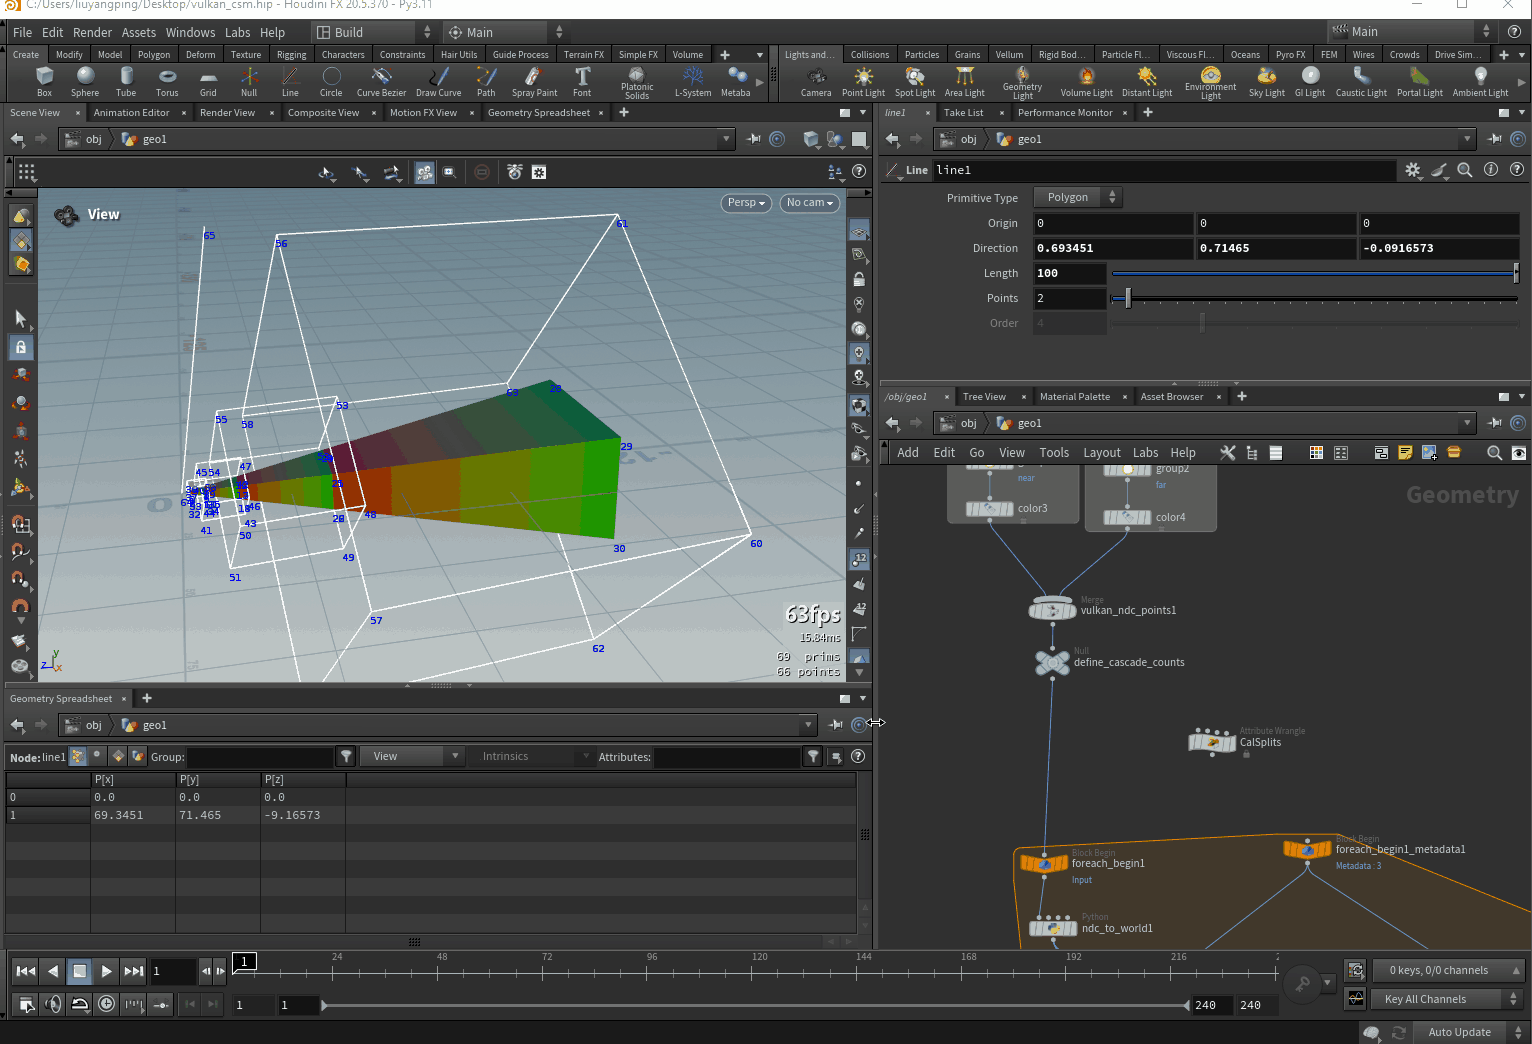 C:/Users/liuyangping/Desktop/vulkan_csm.hip - Houdini FX 20.5.370 - Py3.11
File Edit Render Assets Windows Labs Help Build Main Main
Create Modify Model Polygon Deform Texture Rigging Characters Constraints Hair Utils Guide Process Terrain FX Simple FX Volume
Lights and... Collisions Particles Grains Vellum Rigid Bod... Particle Fl... Viscous Fl... Oceans Pyro FX FEM Wires Crowds Drive Sim...
Box Sphere Tube Torus Grid Null Line Circle Curve Bezier Draw Curve Path Spray Paint Font Platonic Solids L-System Metaba
Camera Point Light Spot Light Area Light Geometry Light Volume Light Distant Light Environment Light Sky Light GI Light Caustic Light Portal Light Ambient Light
Scene View Animation Editor Render View Composite View Motion FX View Geometry Spreadsheet
obj geo1
View
Persp No cam
65
56
61
53
55
58
28
29
47
45 54
46
43
41
32
50
48
49
51
30
60
57
62
63fps
15.84ms
69 prims
66 points
y
z x
Geometry Spreadsheet
obj geo1
Node: line1 Group: View Intrinsics Attributes:
P[x] P[y] P[z]
0 0.0 0.0 0.0
1 69.3451 71.465 -9.16573
line1 Take List Performance Monitor
obj geo1
Line line1
Primitive Type Polygon
Origin 0 0 0
Direction 0.693451 0.71465 -0.0916573
Length 100
Points 2
Order 4
/obj/geo1 Tree View Material Palette Asset Browser
obj geo1
Add Edit Go View Tools Layout Labs Help
Geometry
near
color3
group2
far
color4
Merge
vulkan_ndc_points1
Null
define_cascade_counts
Attribute Wrangle
CalSplits
Block Begin
foreach_begin1
Input
Block Begin
foreach_begin1_metadata1
Metadata : 3
Python
ndc_to_world1
1 1 24 48 72 96 120 144 168 192 216
0 keys, 0/0 channels
1 1 240 240
Key All Channels
Auto Update